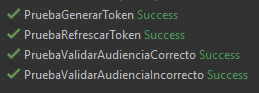 PruebaGenerarToken Success
PruebaRefrescarToken Success
PruebaValidarAudienciaCorrecto Success
PruebaValidarAudienciaIncorrecto Success